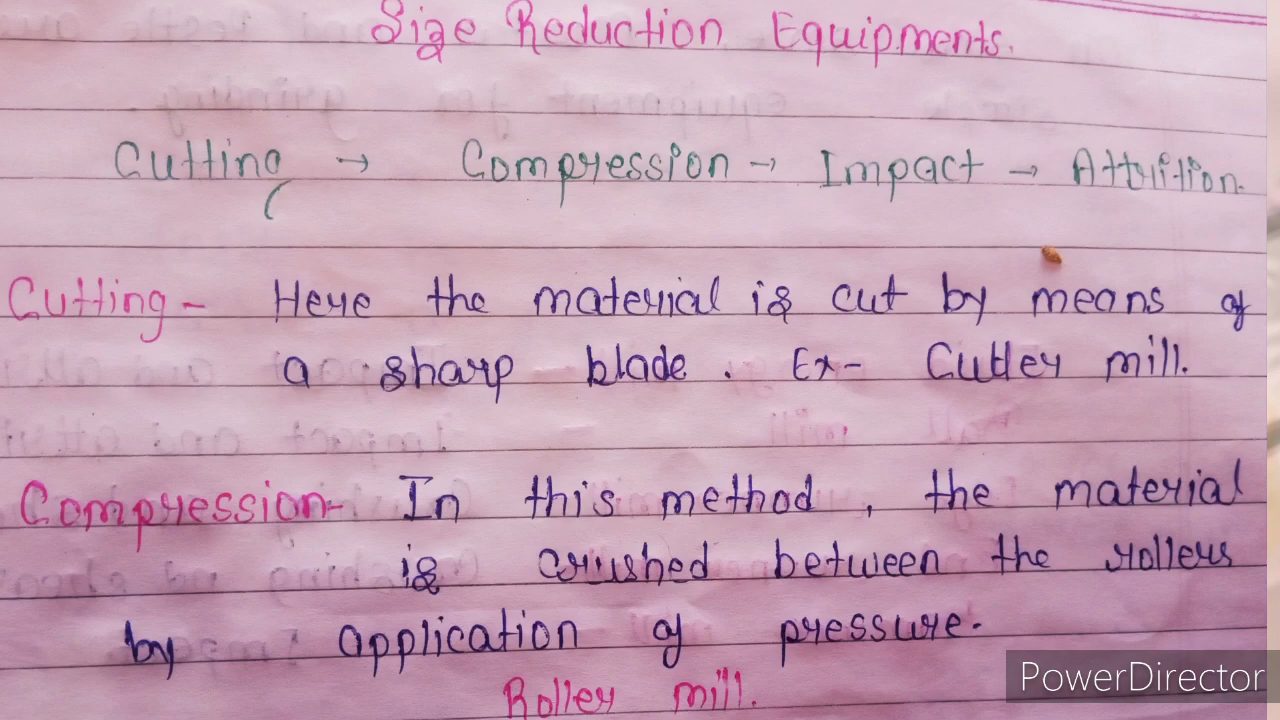 Size Reduction Equipments.
Cutting → Compression → Impact → Attrition.
Cutting - Here the material is cut by means of
a sharp blade. Ex- Cutter mill.
Compression- In this method, the material
is crushed between the rollers
by application of pressure.
Roller mill.
PowerDirector